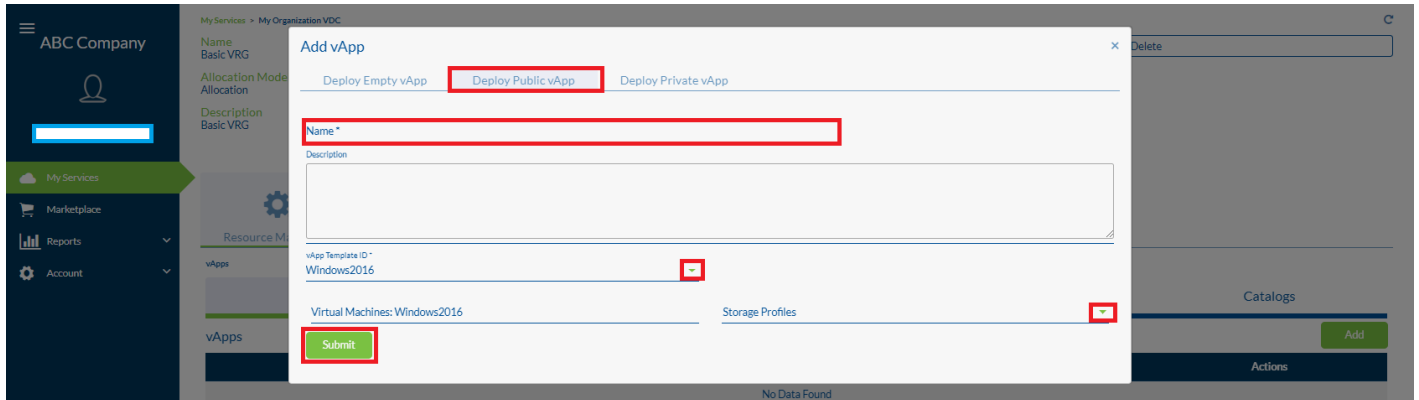 My Services > My Organization VDC
ABC Company
Name
Basic VRG
Allocation Mode
Allocation
Description
Basic VRG
My Services
Marketplace
Reports
Account
Resource Ma
vApps
vApps
Add vApp
×
Delete
Deploy Empty vApp
Deploy Public vApp
Deploy Private vApp
Name *
Description
vApp Template ID *
Windows2016
Virtual Machines: Windows2016
Storage Profiles
Submit
Catalogs
Add
Actions
No Data Found